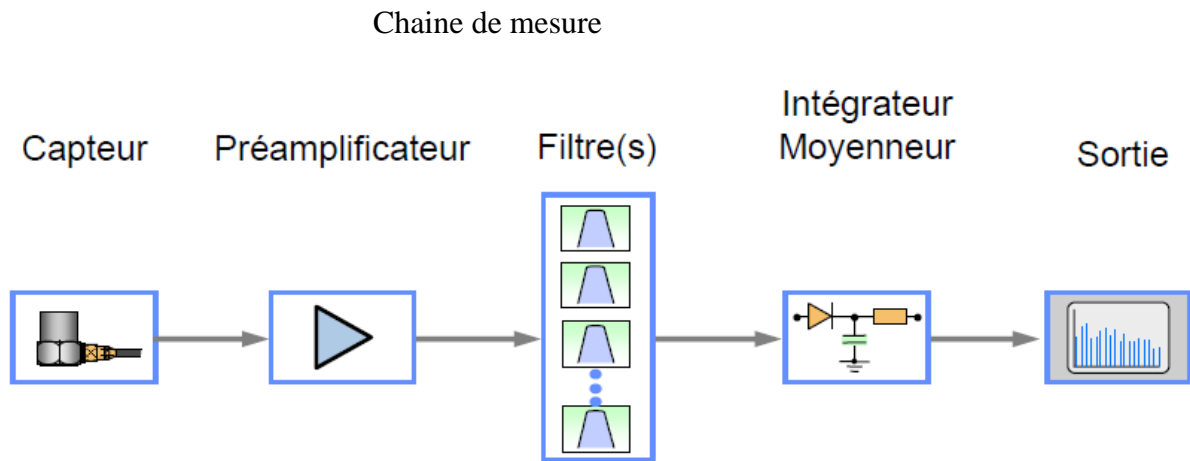 Chaine de mesure
Capteur
Préamplificateur
Filtre(s)
Intégrateur
Moyenneur
Sortie